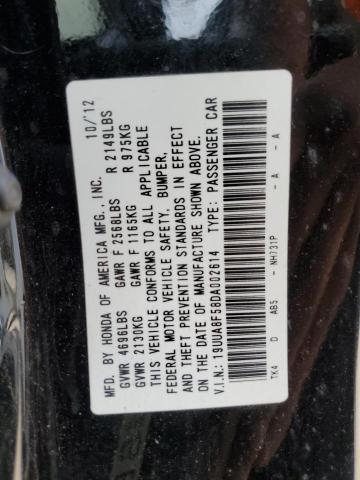 MFD. BY HONDA OF AMERICA MFG., INC. 10/12
GVWR 4696LBS GAWR F 2568LBS R 2149LBS
GVWR 2130KG GAWR F 1165KG R 975KG
THIS VEHICLE CONFORMS TO ALL APPLICABLE
FEDERAL MOTOR VEHICLE SAFETY, BUMPER,
AND THEFT PREVENTION STANDARDS IN EFFECT
ON THE DATE OF MANUFACTURE SHOWN ABOVE.
V.I.N.: 19UUA8F58DA002614 TYPE: PASSENGER CAR
TK4 D AB5 - NH731P - A - A